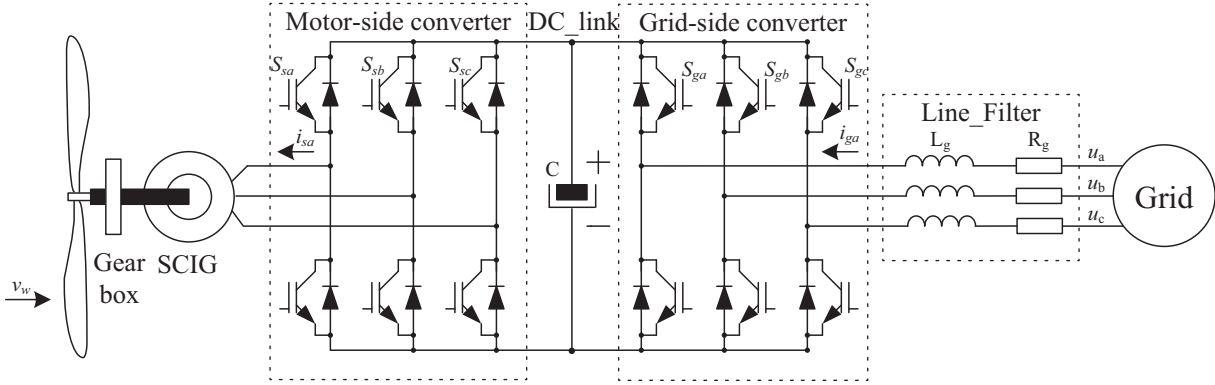 Motor-side converter
DC_link
Grid-side converter
S_sa
S_sb
S_sc
S_ga
S_gb
S_gc
Line_Filter
i_sa
i_ga
L_g
R_g
C
+
−
u_a
u_b
u_c
Grid
Gear
box
SCIG
v_w